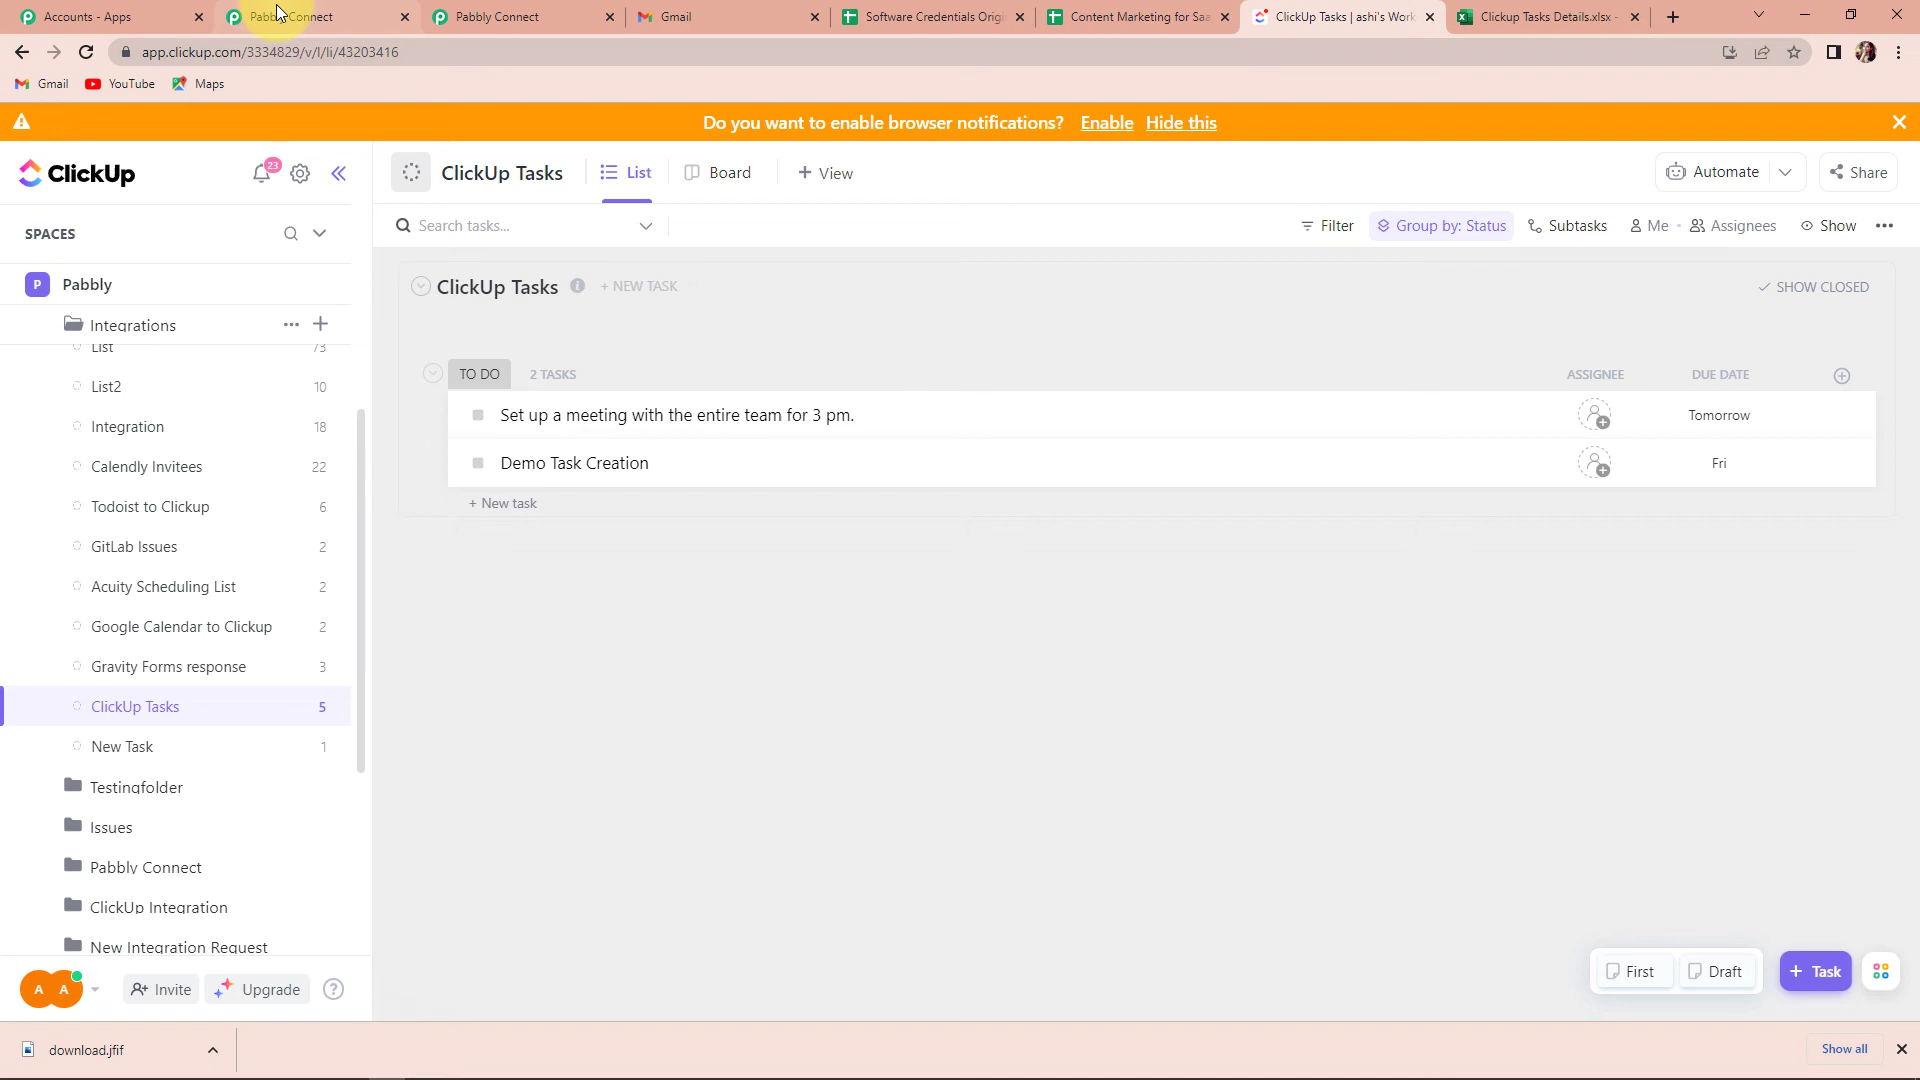 Accounts - Apps
Pabbly Connect
Pabbly Connect
Gmail
Software Credentials Origi
Content Marketing for Saa
ClickUp Tasks | ashi's Work
Clickup Tasks Details.xlsx -
app.clickup.com/3334829/v/l/li/43203416
Gmail
YouTube
Maps
Do you want to enable browser notifications? Enable Hide this
ClickUp
23
ClickUp Tasks
List
Board
+ View
Automate
Share
SPACES
Search tasks...
Filter
Group by: Status
Subtasks
Me
Assignees
Show
P Pabbly
Integrations
List 73
List2 10
Integration 18
Calendly Invitees 22
Todoist to Clickup 6
GitLab Issues 2
Acuity Scheduling List 2
Google Calendar to Clickup 2
Gravity Forms response 3
ClickUp Tasks 5
New Task 1
Testingfolder
Issues
Pabbly Connect
ClickUp Integration
New Integration Request
ClickUp Tasks
+ NEW TASK
SHOW CLOSED
TO DO
2 TASKS
ASSIGNEE
DUE DATE
Set up a meeting with the entire team for 3 pm.
Tomorrow
Demo Task Creation
Fri
+ New task
A A
Invite
Upgrade
?
First
Draft
+ Task
download.jfif
Show all